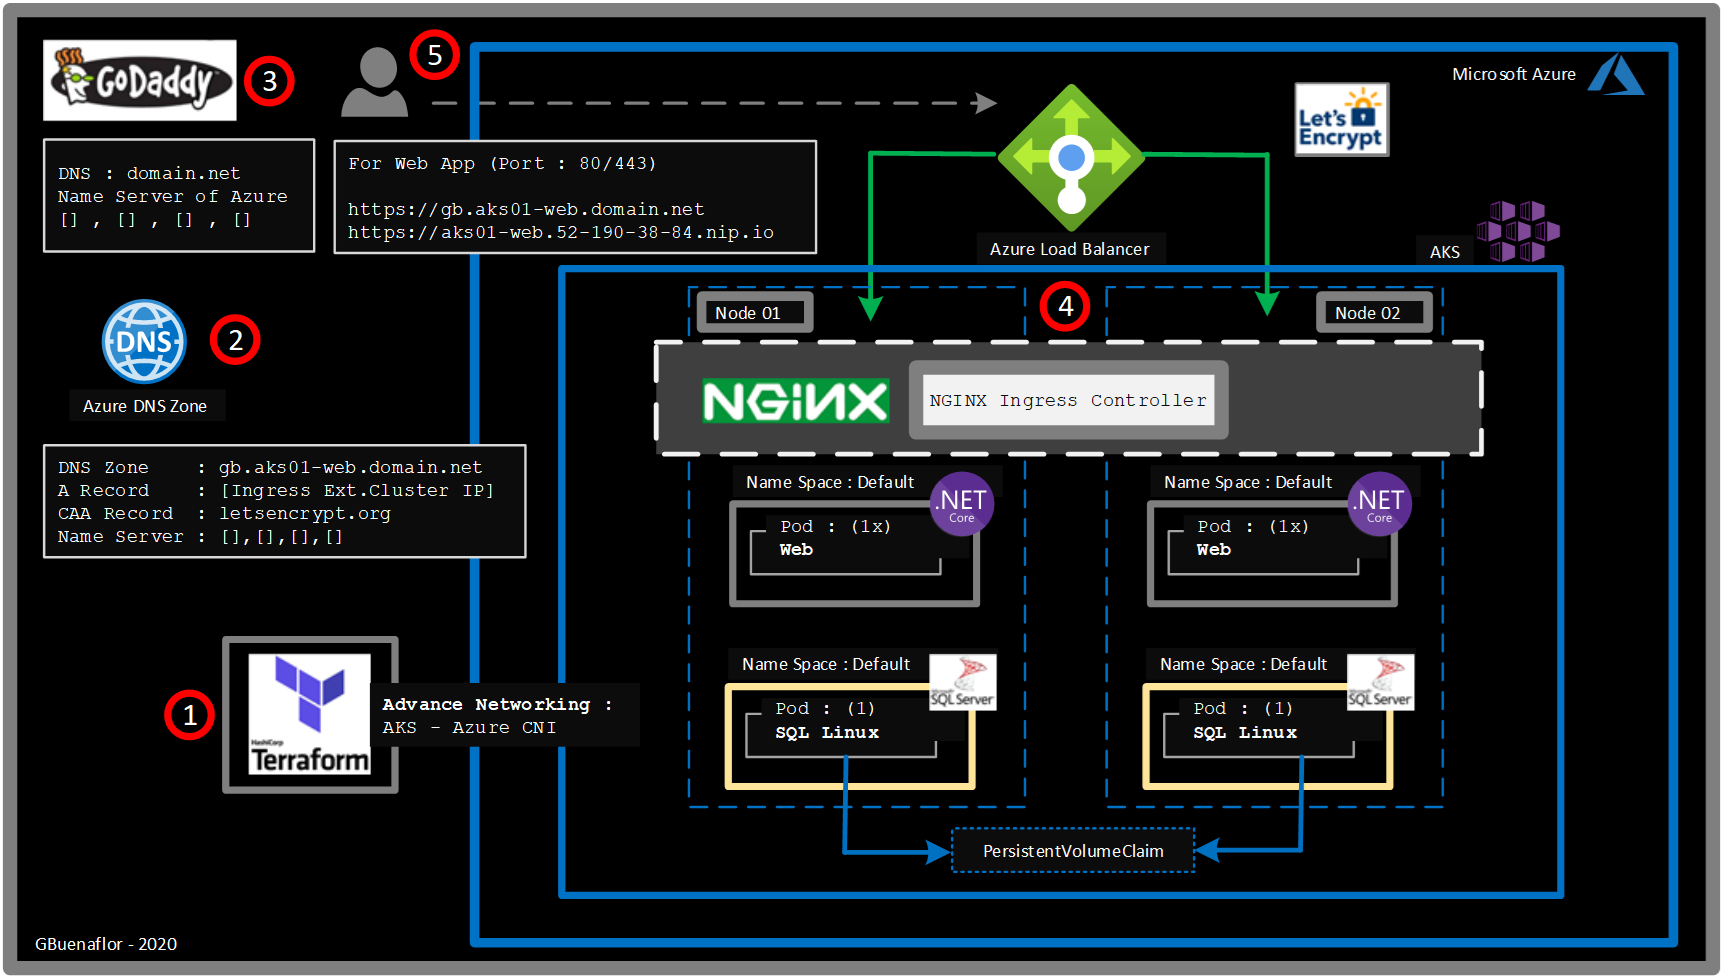 GoDaddy
3
5
Microsoft Azure
Let's
Encrypt
DNS : domain.net
Name Server of Azure
[] , [] , [] , []
For Web App (Port : 80/443)
https://gb.aks01-web.domain.net
https://aks01-web.52-190-38-84.nip.io
Azure Load Balancer
AKS
DNS
2
Azure DNS Zone
Node 01
4
Node 02
NGINX
NGINX Ingress Controller
DNS Zone : gb.aks01-web.domain.net
A Record : [Ingress Ext.Cluster IP]
CAA Record : letsencrypt.org
Name Server : [],[],[],[]
Name Space : Default
.NET
Core
Pod : (1x)
Web
Name Space : Default
.NET
Core
Pod : (1x)
Web
1
HashiCorp
Terraform
Advance Networking :
AKS - Azure CNI
Name Space : Default
Microsoft
SQL Server
Pod : (1)
SQL Linux
Name Space : Default
Microsoft
SQL Server
Pod : (1)
SQL Linux
PersistentVolumeClaim
GBuenaflor - 2020